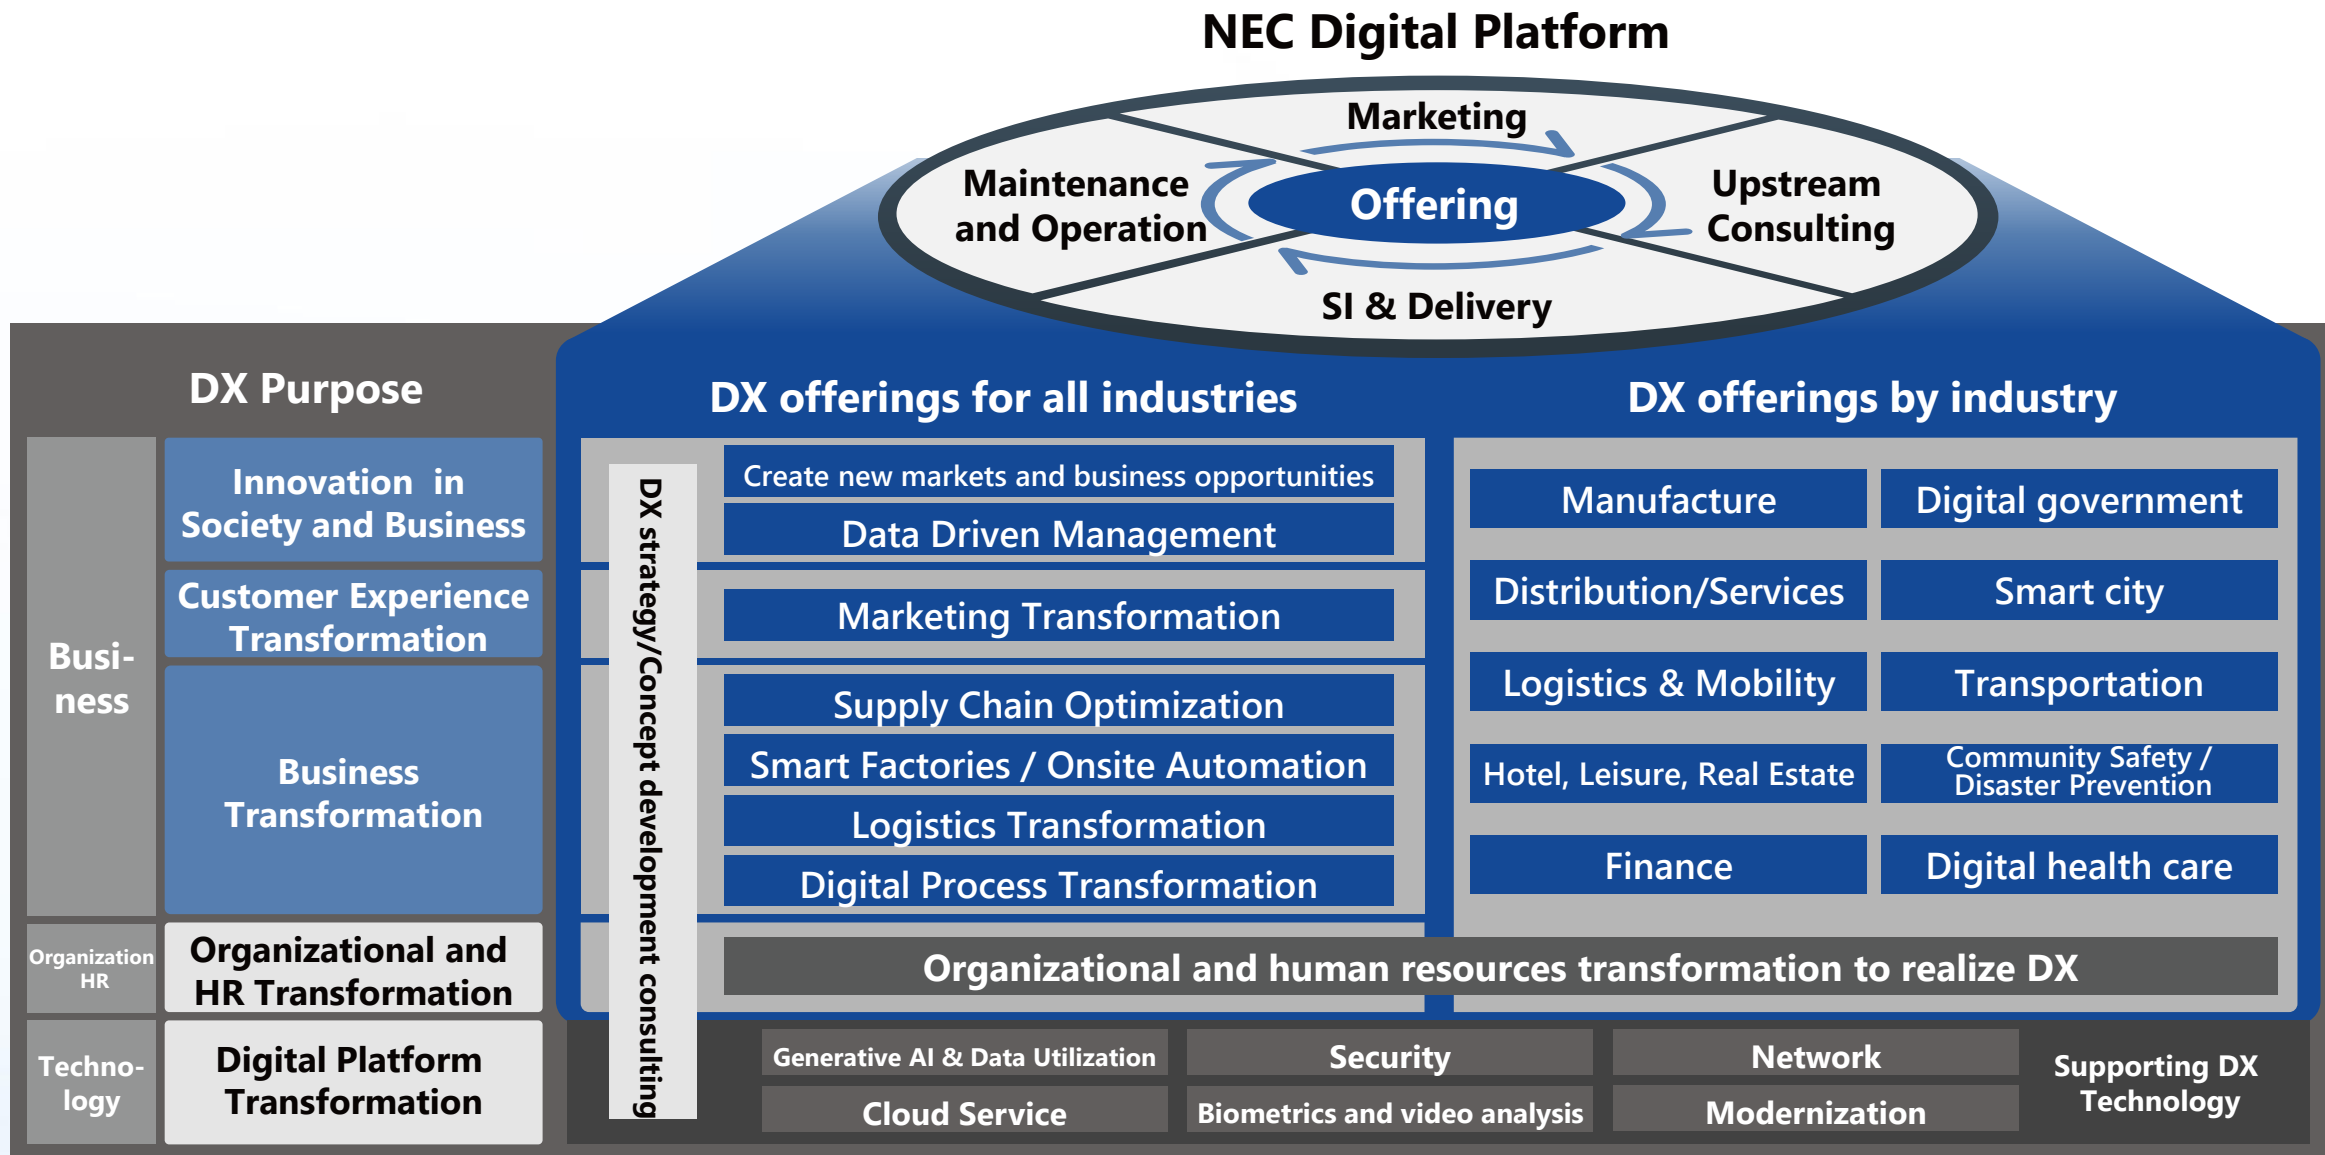 NEC Digital Platform
Marketing
Maintenance
and Operation
Offering
Upstream
Consulting
SI & Delivery
DX Purpose
DX offerings for all industries
DX offerings by industry
Busi-
ness
Innovation in
Society and Business
Customer Experience
Transformation
Business
Transformation
Organization
HR
Organizational and
HR Transformation
Techno-
logy
Digital Platform
Transformation
DX strategy/Concept development consulting
Create new markets and business opportunities
Data Driven Management
Marketing Transformation
Supply Chain Optimization
Smart Factories / Onsite Automation
Logistics Transformation
Digital Process Transformation
Manufacture
Digital government
Distribution/Services
Smart city
Logistics & Mobility
Transportation
Hotel, Leisure, Real Estate
Community Safety /
Disaster Prevention
Finance
Digital health care
Organizational and human resources transformation to realize DX
Generative AI & Data Utilization
Security
Network
Cloud Service
Biometrics and video analysis
Modernization
Supporting DX
Technology